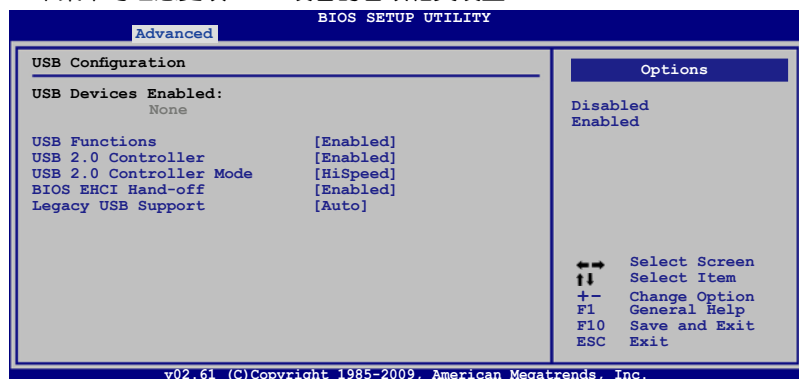 BIOS SETUP UTILITY
Advanced
USB Configuration
USB Devices Enabled:
None
USB Functions [Enabled]
USB 2.0 Controller [Enabled]
USB 2.0 Controller Mode [HiSpeed]
BIOS EHCI Hand-off [Enabled]
Legacy USB Support [Auto]
Options
Disabled
Enabled
←→ Select Screen
↑↓ Select Item
+- Change Option
F1 General Help
F10 Save and Exit
ESC Exit
v02.61 (C)Copyright 1985-2009, American Megatrends, Inc.